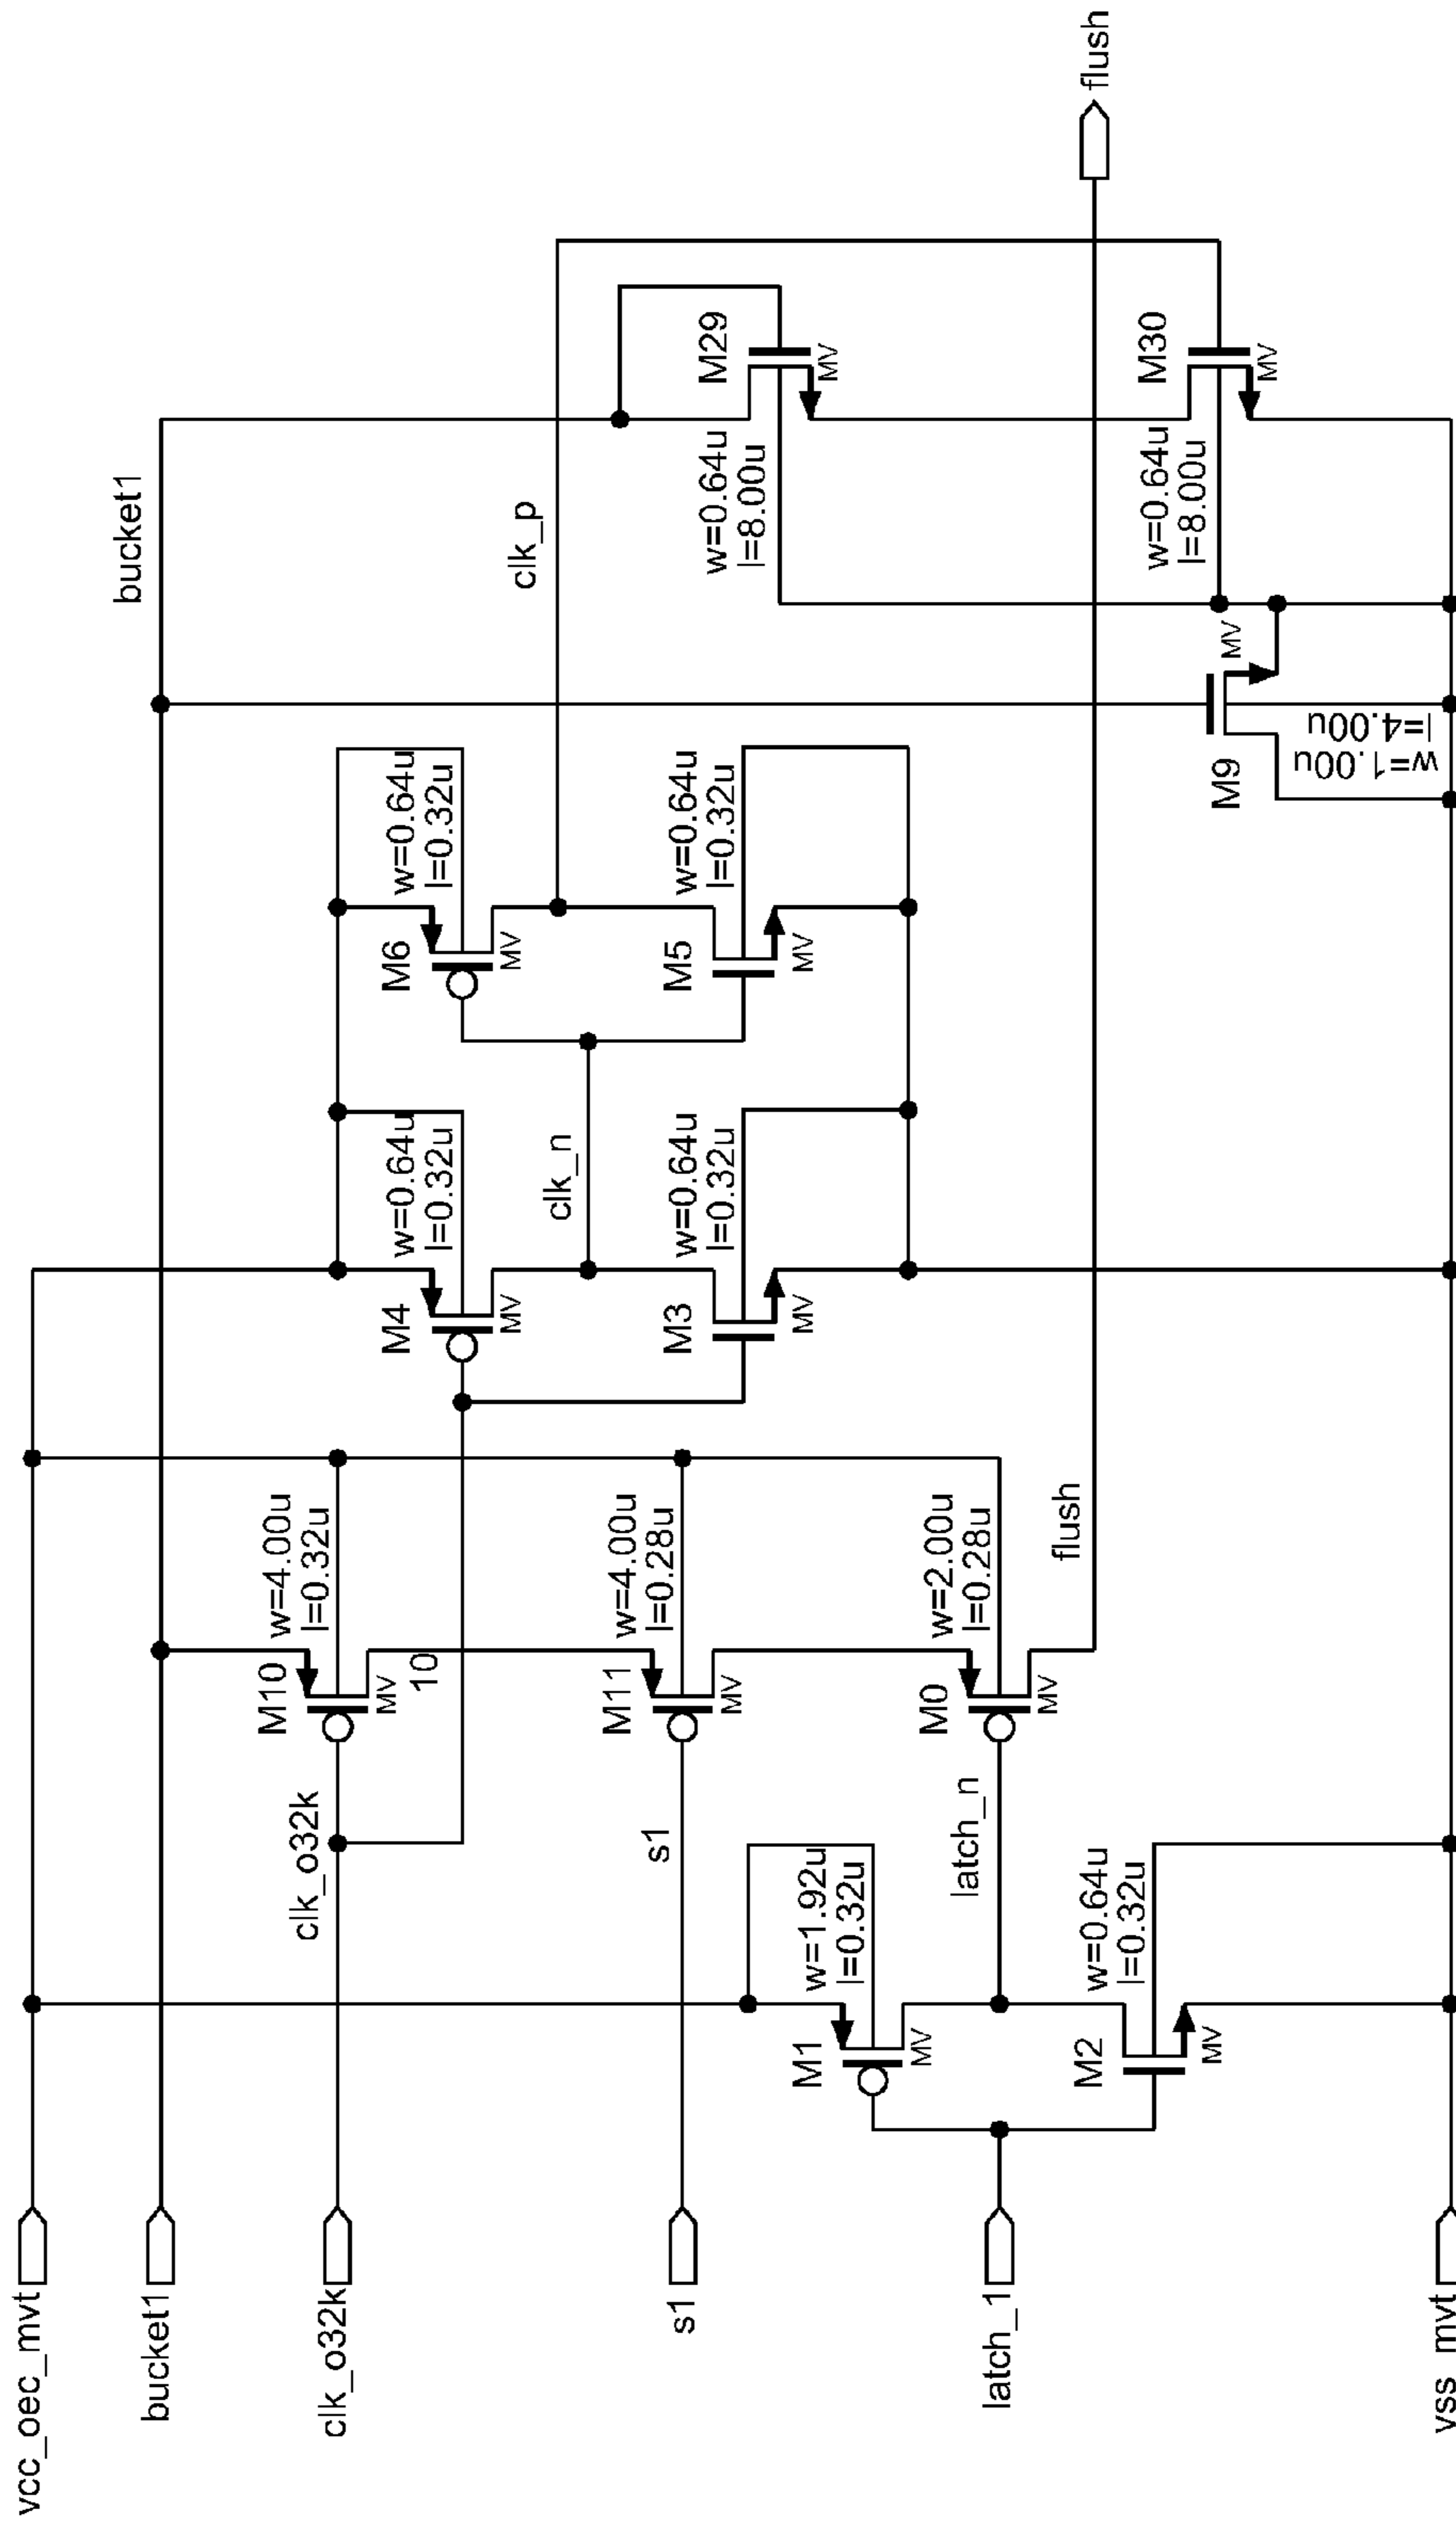 vcc_oec_mvt
bucket1
clk_o32k
s1
latch_1
vss_mvt
M1
w=1.92u
l=0.32u
MV
M2
w=0.64u
l=0.32u
MV
clk_o32k
s1
latch_n
M10
w=4.00u
l=0.32u
MV
10
M11
w=4.00u
l=0.28u
MV
M0
w=2.00u
l=0.28u
MV
flush
M4
w=0.64u
l=0.32u
MV
clk_n
M3
w=0.64u
l=0.32u
MV
M6
w=0.64u
l=0.32u
MV
M5
w=0.64u
l=0.32u
MV
bucket1
clk_p
M9
MV
w=1.00u
l=4.00u
M29
w=0.64u
l=8.00u
MV
M30
w=0.64u
l=8.00u
MV
flush